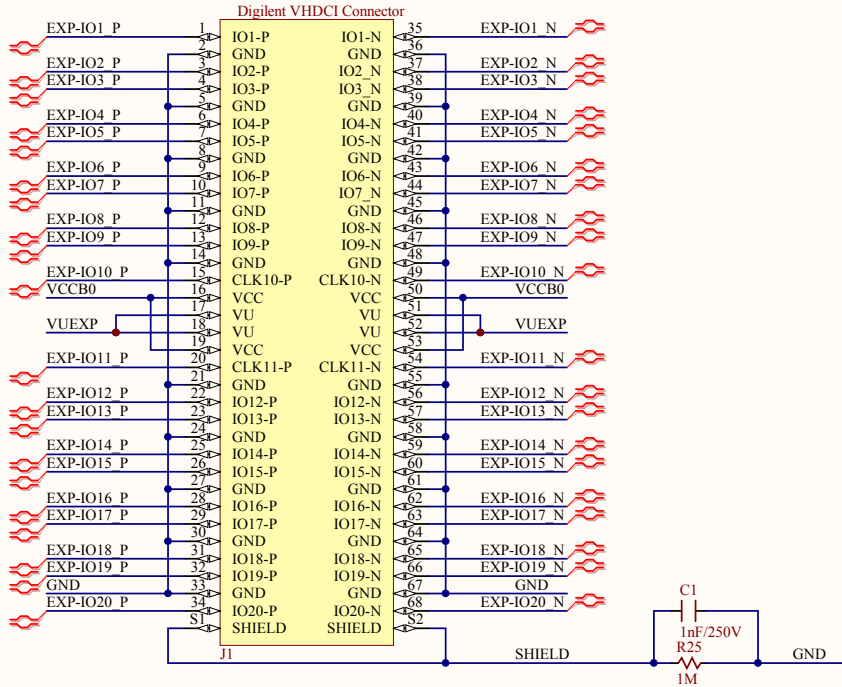 Digilent VHDCI Connector
EXP-IO1_P 1 IO1-P IO1-N 35 EXP-IO1_N
2 GND GND 36
EXP-IO2_P 3 IO2-P IO2_N 37 EXP-IO2_N
EXP-IO3_P 4 IO3-P IO3_N 38 EXP-IO3_N
5 GND GND 39
EXP-IO4_P 6 IO4-P IO4-N 40 EXP-IO4_N
EXP-IO5_P 7 IO5-P IO5-N 41 EXP-IO5_N
8 GND GND 42
EXP-IO6_P 9 IO6-P IO6-N 43 EXP-IO6_N
EXP-IO7_P 10 IO7-P IO7_N 44 EXP-IO7_N
11 GND GND 45
EXP-IO8_P 12 IO8-P IO8-N 46 EXP-IO8_N
EXP-IO9_P 13 IO9-P IO9-N 47 EXP-IO9_N
14 GND GND 48
EXP-IO10_P 15 CLK10-P CLK10-N 49 EXP-IO10_N
VCCB0 16 VCC VCC 50 VCCB0
17 VU VU 51
VUEXP 18 VU VU 52 VUEXP
19 VCC VCC 53
EXP-IO11_P 20 CLK11-P CLK11-N 54 EXP-IO11_N
21 GND GND 55
EXP-IO12_P 22 IO12-P IO12-N 56 EXP-IO12_N
EXP-IO13_P 23 IO13-P IO13-N 57 EXP-IO13_N
24 GND GND 58
EXP-IO14_P 25 IO14-P IO14-N 59 EXP-IO14_N
EXP-IO15_P 26 IO15-P IO15-N 60 EXP-IO15_N
27 GND GND 61
EXP-IO16_P 28 IO16-P IO16-N 62 EXP-IO16_N
EXP-IO17_P 29 IO17-P IO17-N 63 EXP-IO17_N
30 GND GND 64
EXP-IO18_P 31 IO18-P IO18-N 65 EXP-IO18_N
EXP-IO19_P 32 IO19-P IO19-N 66 EXP-IO19_N
GND 33 GND GND 67 GND
EXP-IO20_P 34 IO20-P IO20-N 68 EXP-IO20_N
S1 SHIELD SHIELD S2
J1
C1
1nF/250V
SHIELD
R25
1M
GND